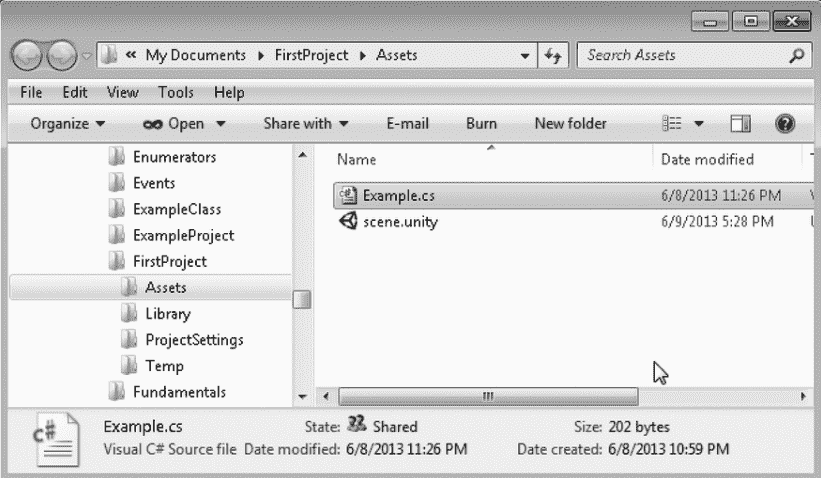 « My Documents ▸ FirstProject ▸ Assets Search Assets
File Edit View Tools Help
Organize Open Share with E-mail Burn New folder
Name Date modified
Enumerators
Events
ExampleClass
ExampleProject
FirstProject
Assets
Library
ProjectSettings
Temp
Fundamentals
Example.cs 6/8/2013 11:26 PM
scene.unity 6/9/2013 5:28 PM
c#
Example.cs State: Shared Size: 202 bytes
Visual C# Source file Date modified: 6/8/2013 11:26 PM Date created: 6/8/2013 10:59 PM